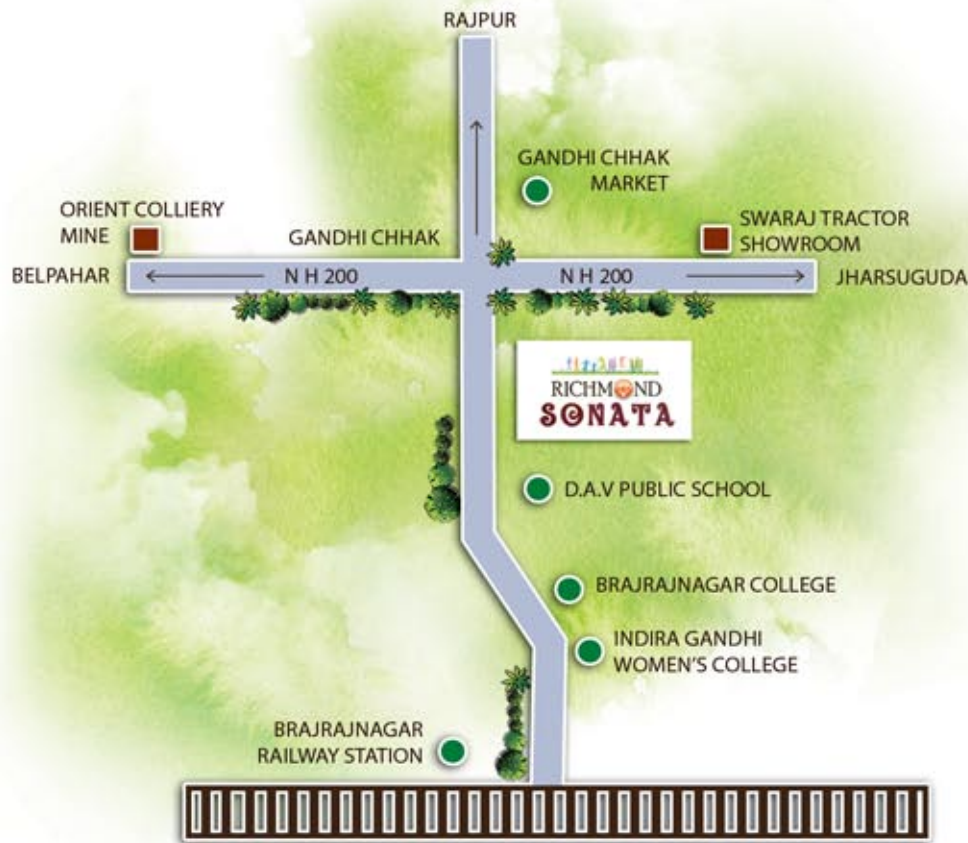 RAJPUR
GANDHI CHHAK
MARKET
ORIENT COLLIERY
MINE
GANDHI CHHAK
SWARAJ TRACTOR
SHOWROOM
BELPAHAR
N H 200
N H 200
JHARSUGUDA
RICHMOND
SONATA
D.A.V PUBLIC SCHOOL
BRAJRAJNAGAR COLLEGE
INDIRA GANDHI
WOMEN'S COLLEGE
BRAJRAJNAGAR
RAILWAY STATION